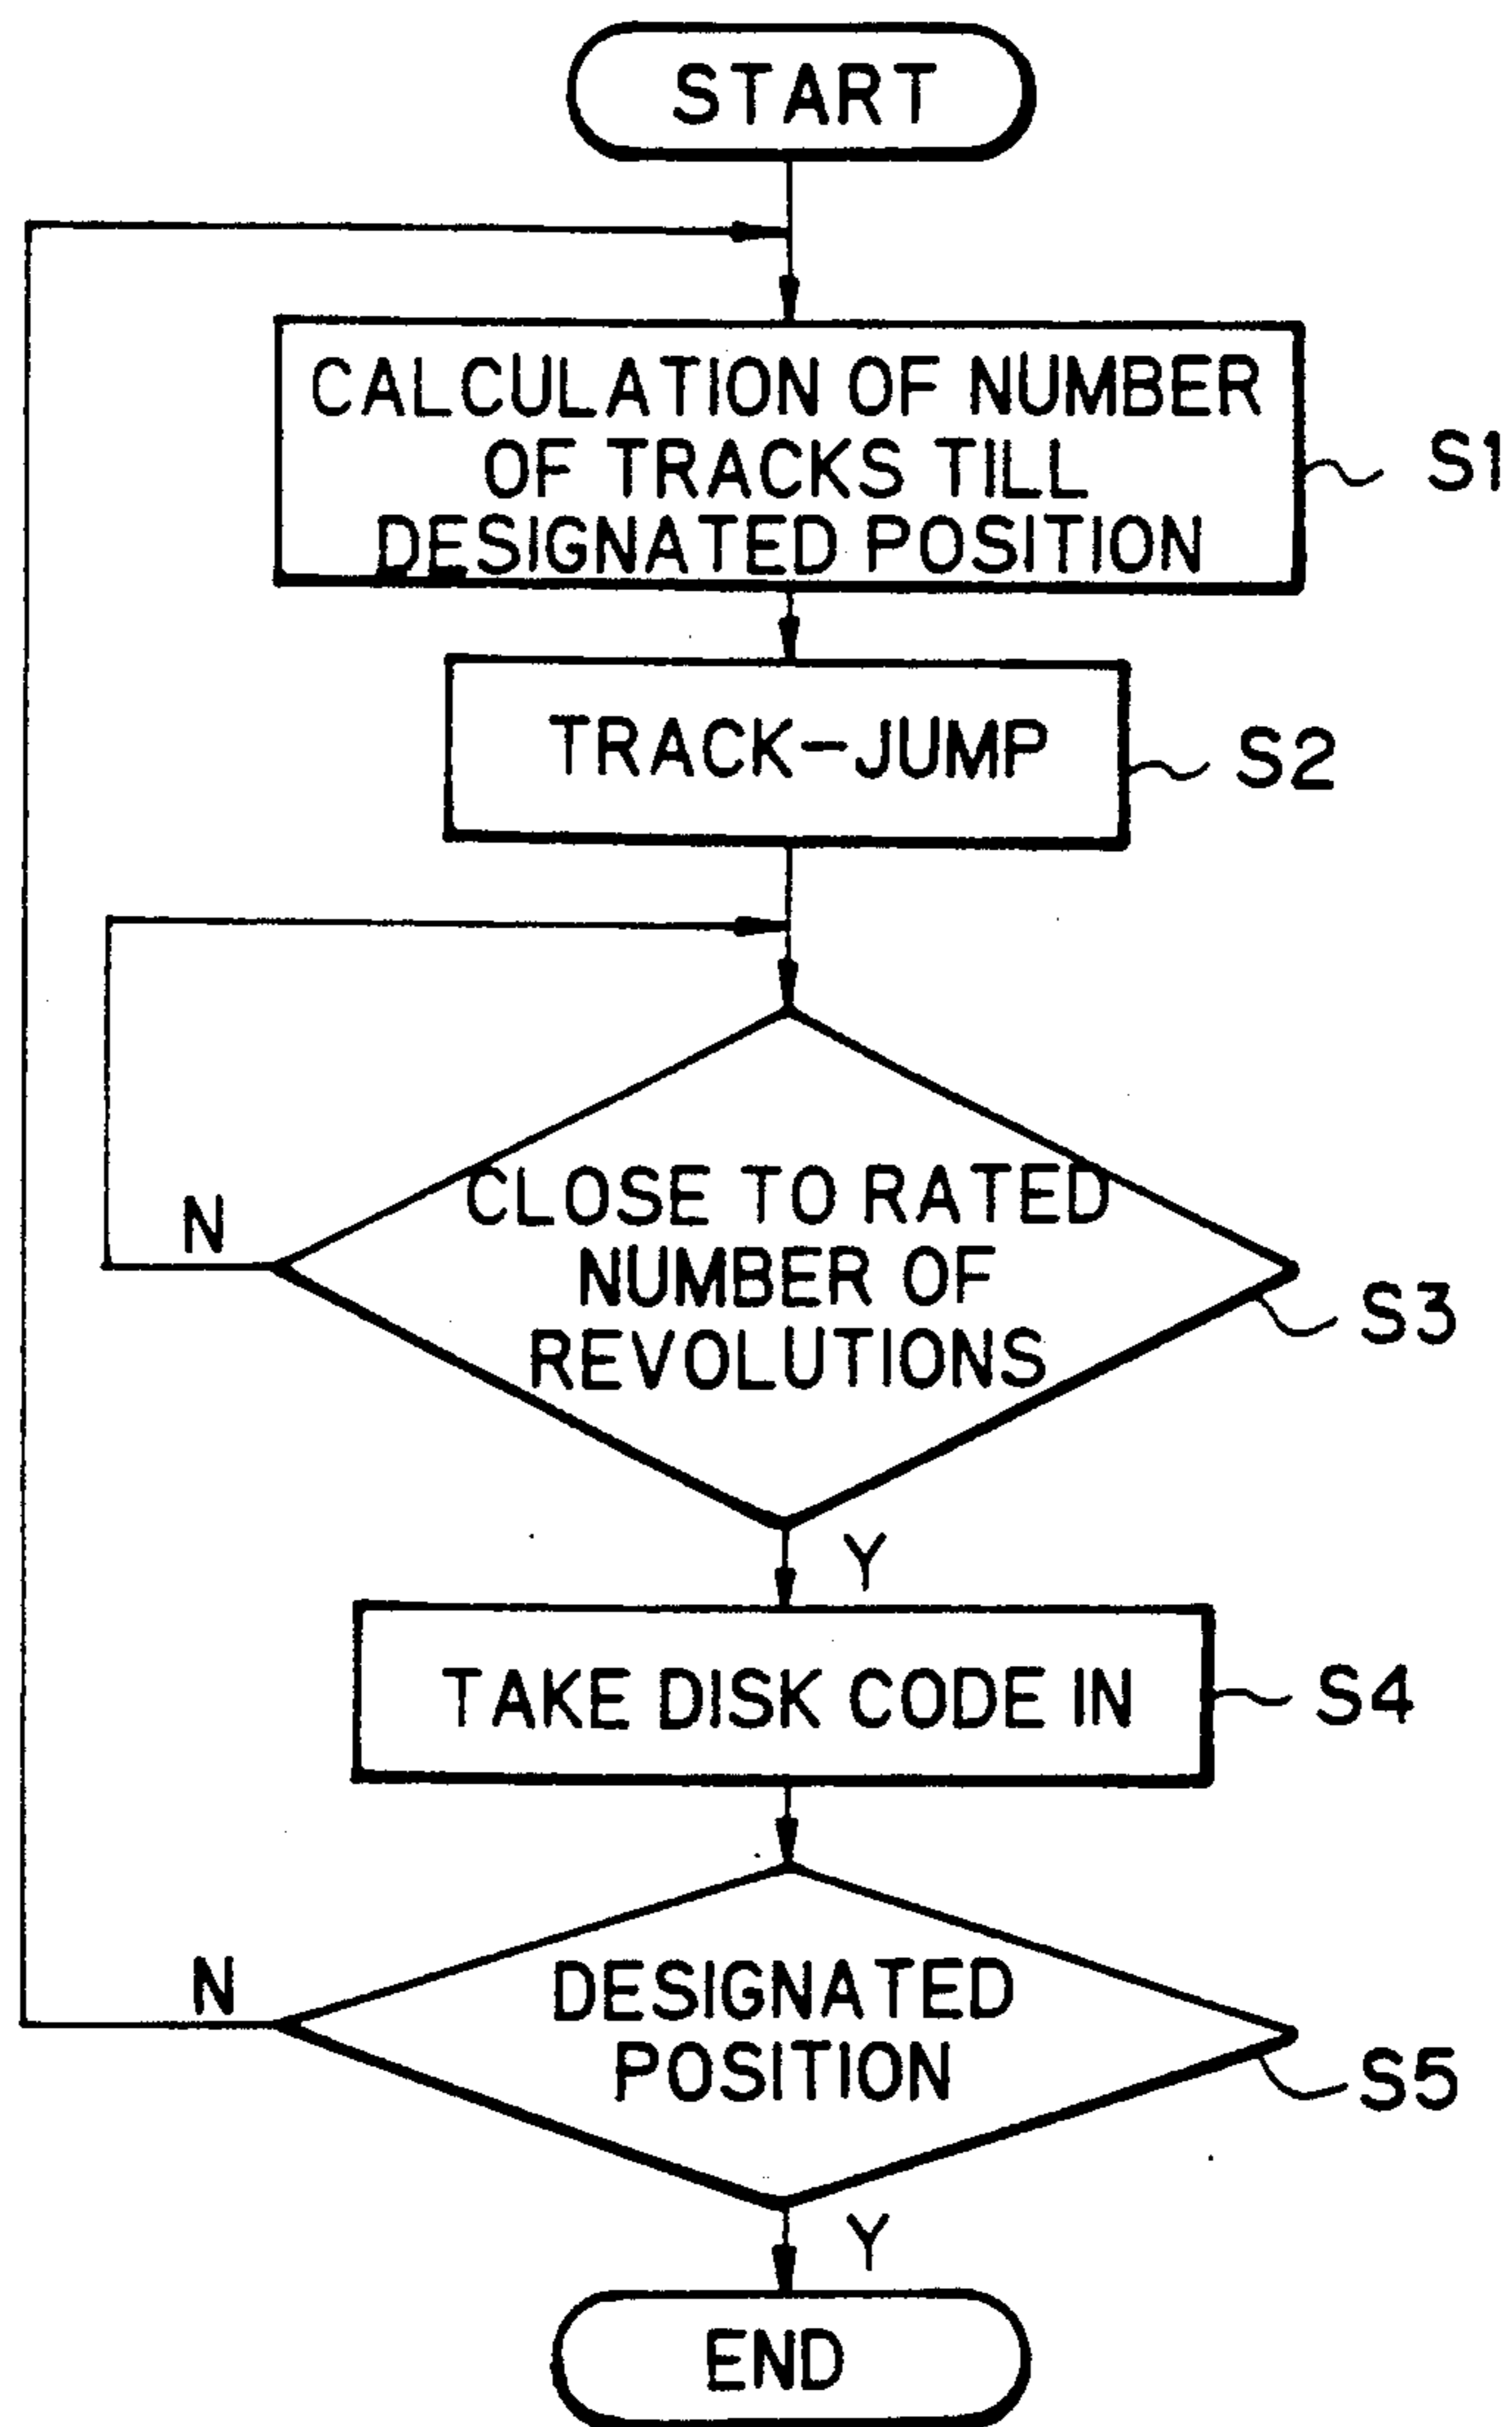 START
CALCULATION OF NUMBER
OF TRACKS TILL
DESIGNATED POSITION
S1
TRACK-JUMP
S2
CLOSE TO RATED
NUMBER OF
REVOLUTIONS
N
S3
Y
TAKE DISK CODE IN
S4
DESIGNATED
POSITION
N
S5
Y
END